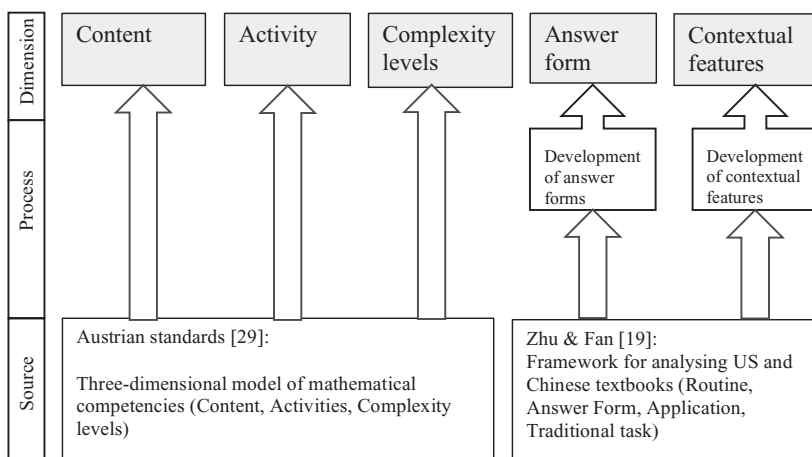 Dimension
Content
Activity
Complexity
levels
Answer
form
Contextual
features
Process
Development
of answer
forms
Development
of contextual
features
Source
Austrian standards [29]:
Three-dimensional model of mathematical
competencies (Content, Activities, Complexity
levels)
Zhu & Fan [19]:
Framework for analysing US and
Chinese textbooks (Routine,
Answer Form, Application,
Traditional task)